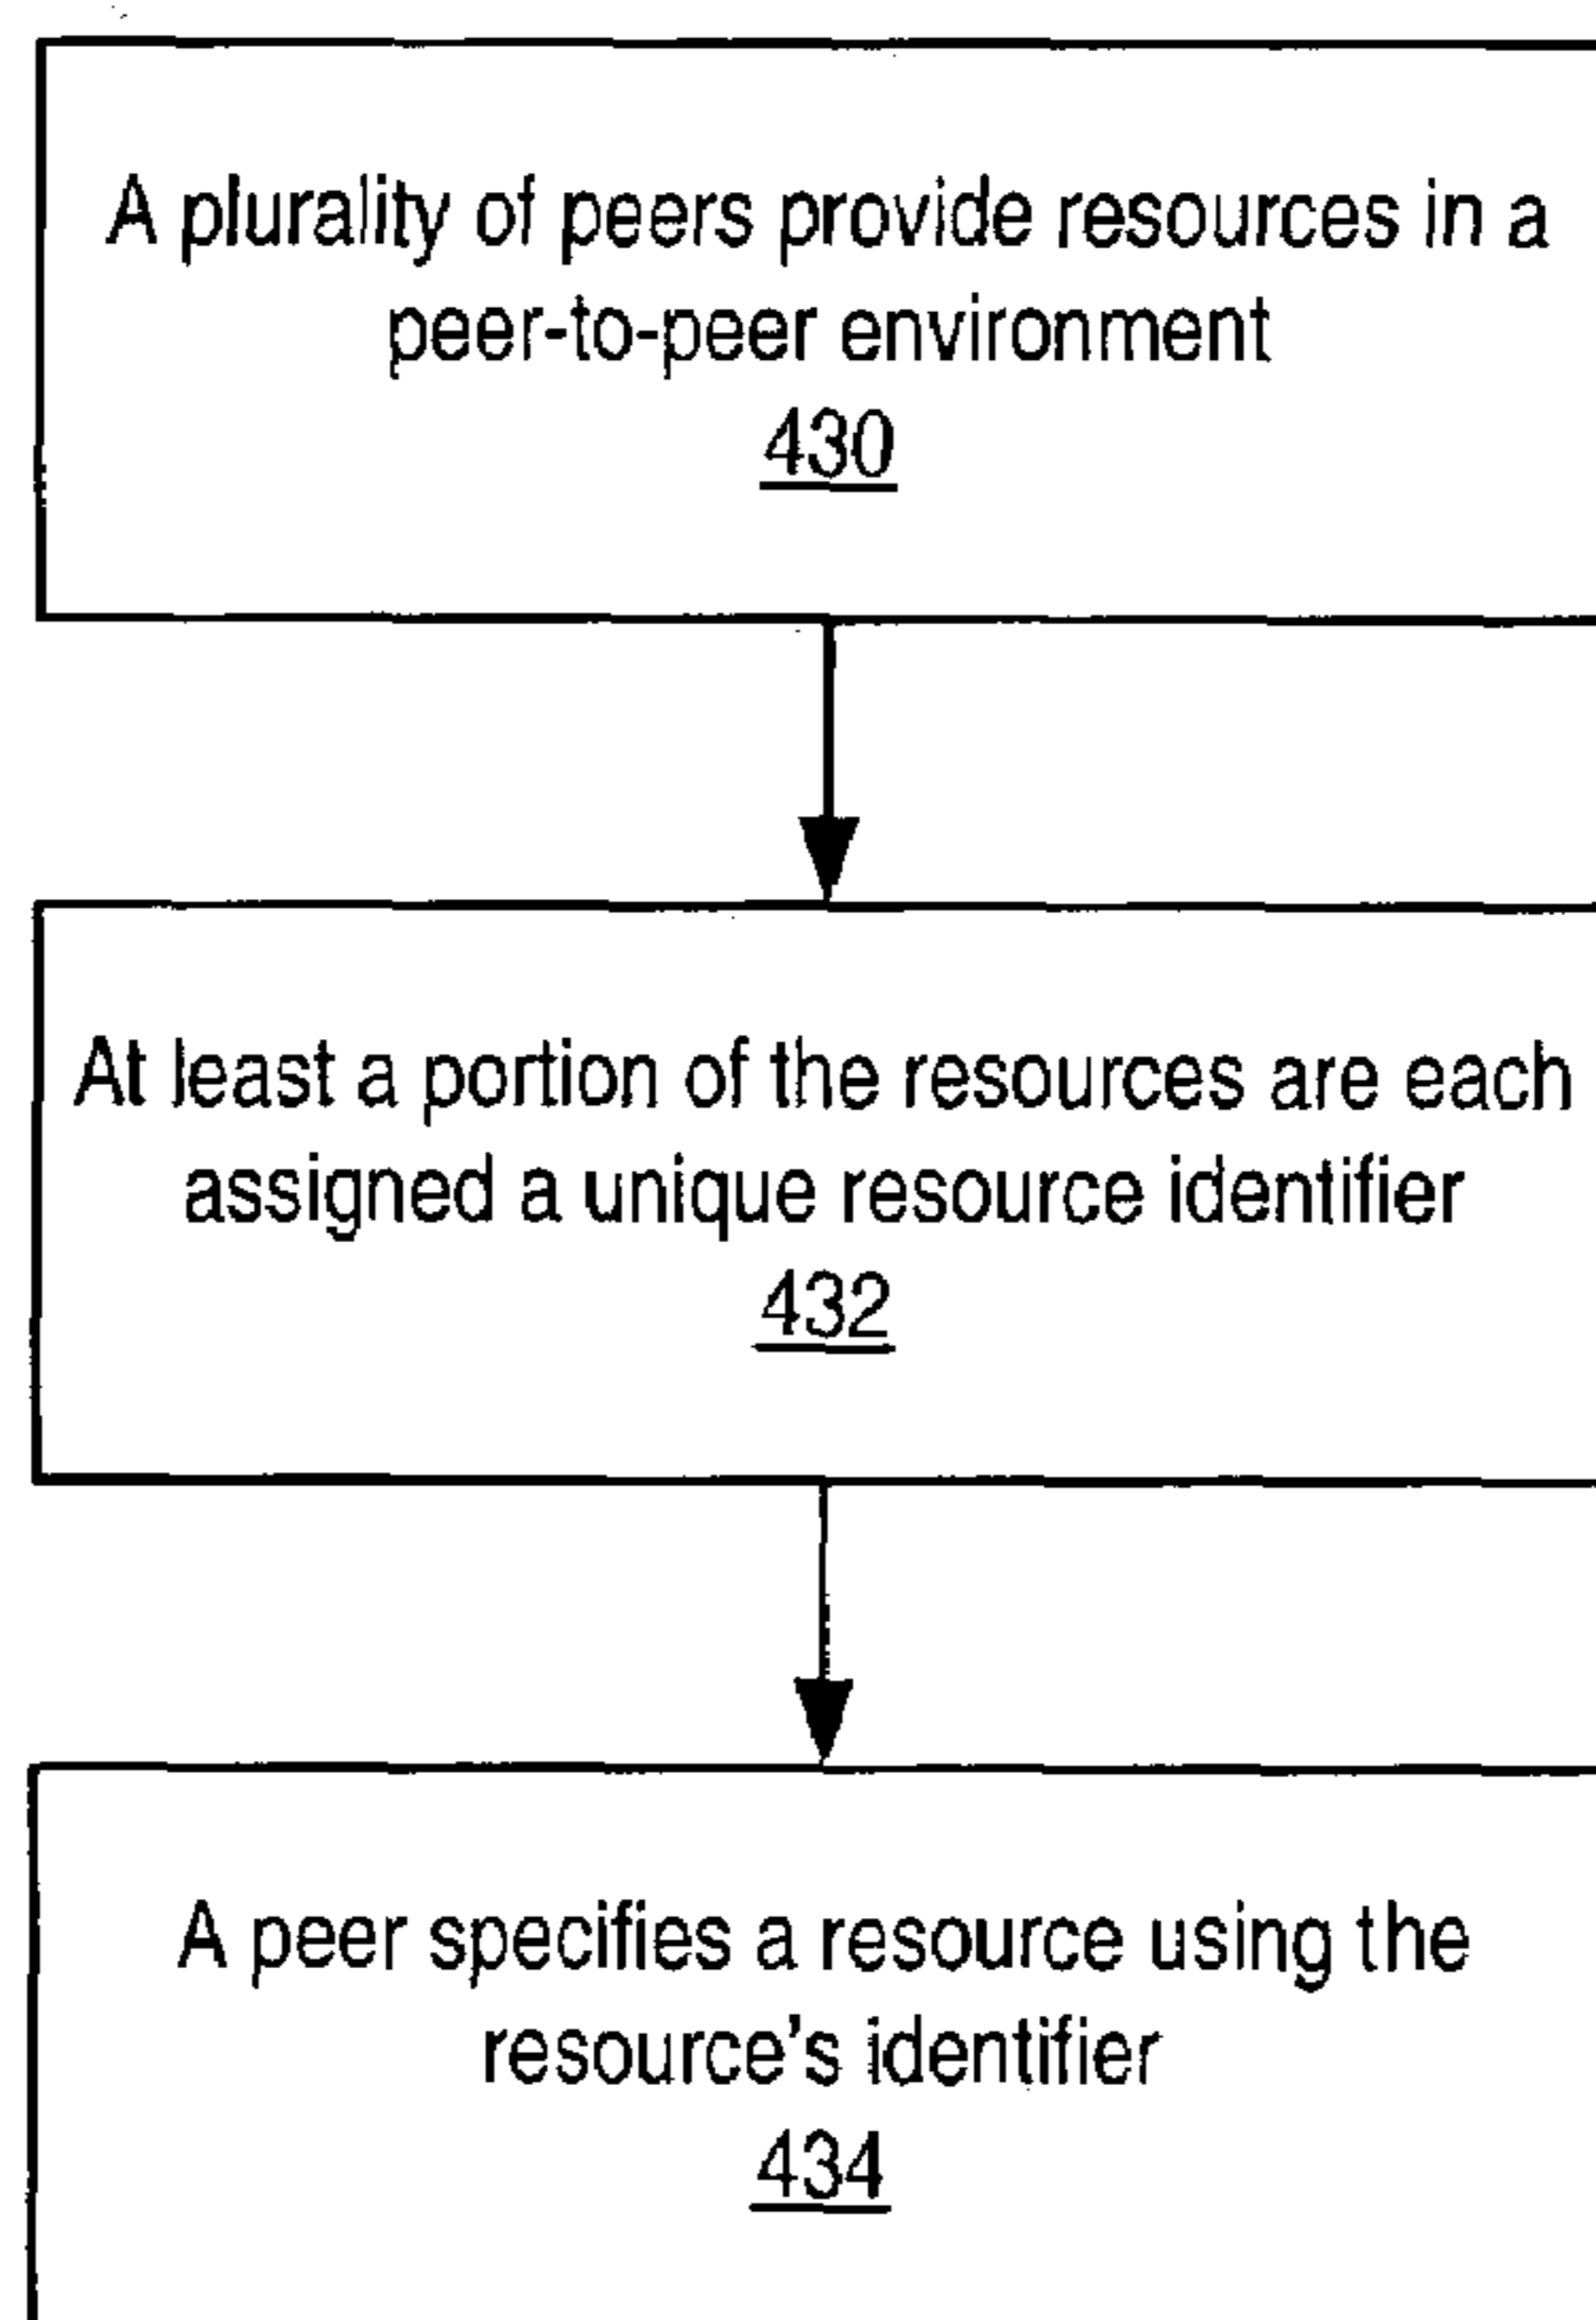 A plurality of peers provide resources in a
peer-to-peer environment
430
At least a portion of the resources are each
assigned a unique resource identifier
432
A peer specifies a resource using the
resource's identifier
434